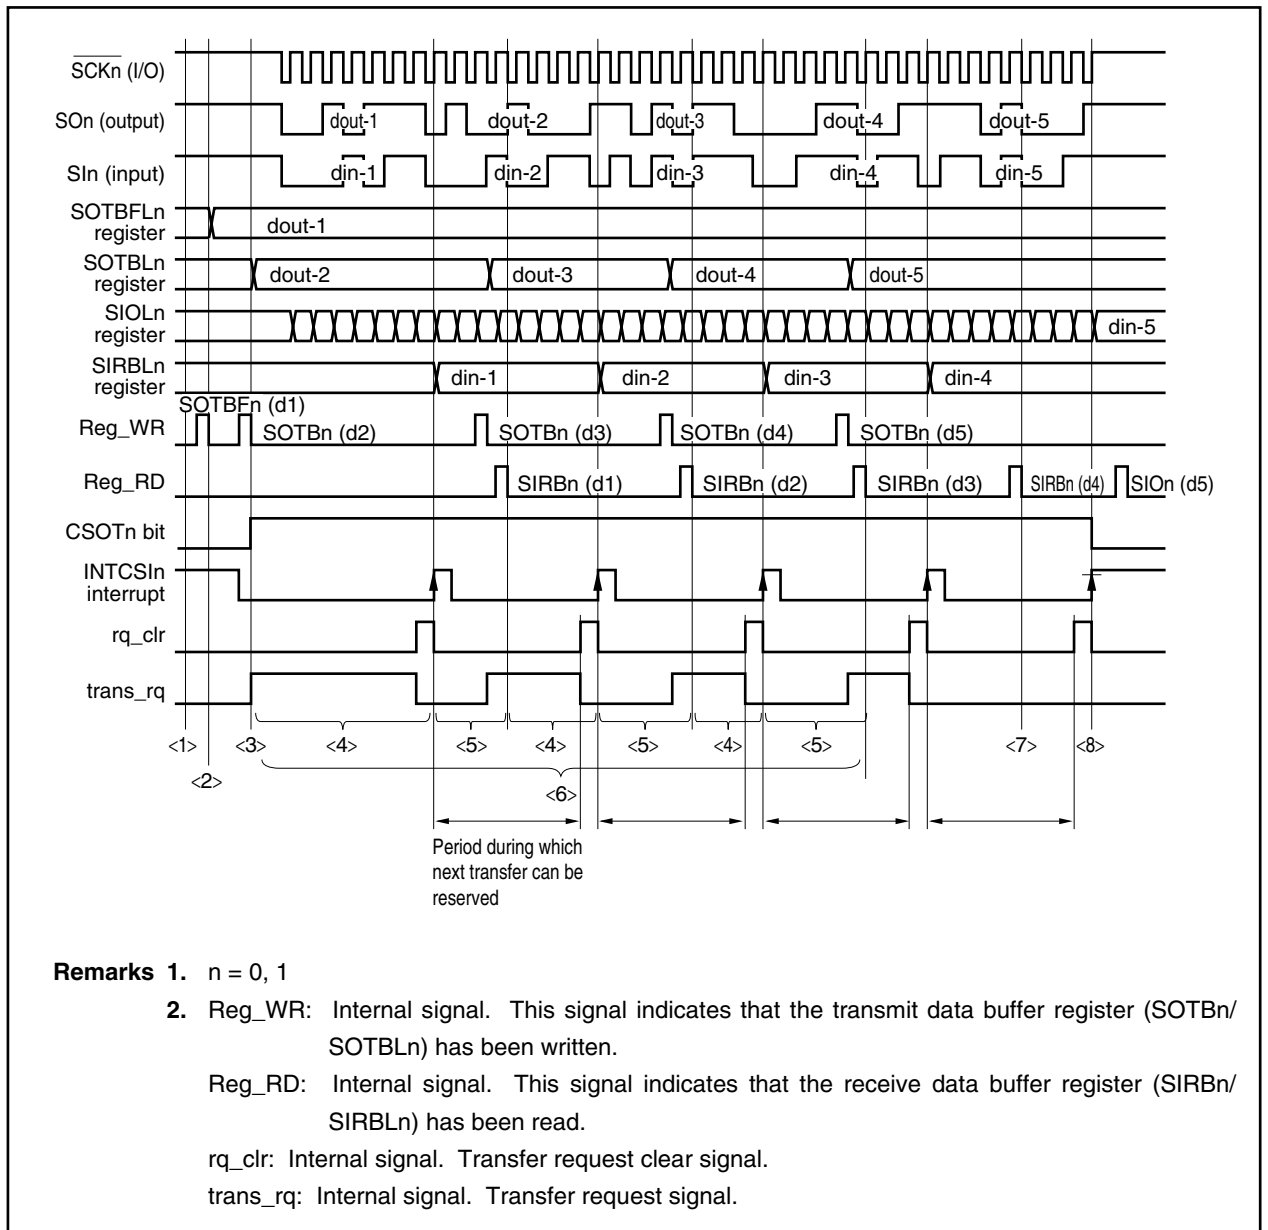 SCKn (I/O)
SOn (output) dout-1 dout-2 dout-3 dout-4 dout-5
SIn (input) din-1 din-2 din-3 din-4 din-5
SOTBFLn
register dout-1
SOTBLn
register dout-2 dout-3 dout-4 dout-5
SIOLn
register din-5
SIRBLn
register din-1 din-2 din-3 din-4
SOTBFn (d1)
Reg_WR SOTBn (d2) SOTBn (d3) SOTBn (d4) SOTBn (d5)
Reg_RD SIRBn (d1) SIRBn (d2) SIRBn (d3) SIRBn (d4) SIOn (d5)
CSOTn bit
INTCSIn
interrupt
rq_clr
trans_rq
<1> <3> <4> <5> <4> <5> <4> <5> <7> <8>
<2> <6>
Period during which
next transfer can be
reserved
Remarks 1. n = 0, 1
2. Reg_WR: Internal signal. This signal indicates that the transmit data buffer register (SOTBn/
SOTBLn) has been written.
Reg_RD: Internal signal. This signal indicates that the receive data buffer register (SIRBn/
SIRBLn) has been read.
rq_clr: Internal signal. Transfer request clear signal.
trans_rq: Internal signal. Transfer request signal.